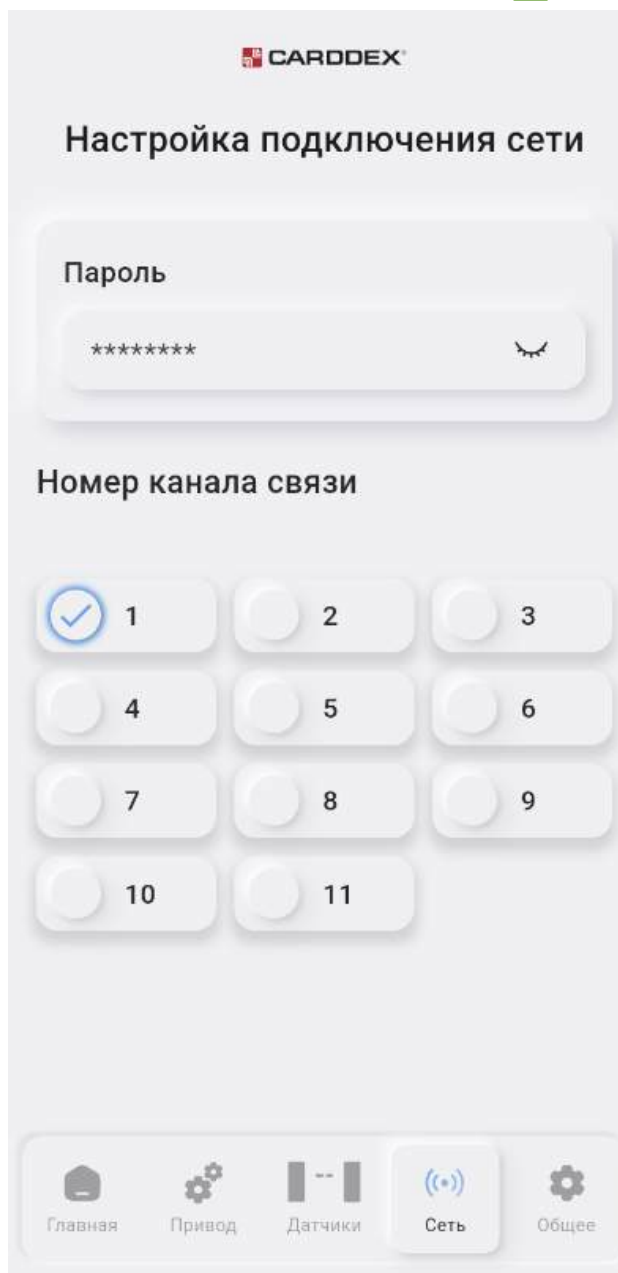 CARDDEX
Настройка подключения сети
Пароль
********
Номер канала связи
1 2 3
4 5 6
7 8 9
10 11
Главная Привод Датчики Сеть Общее